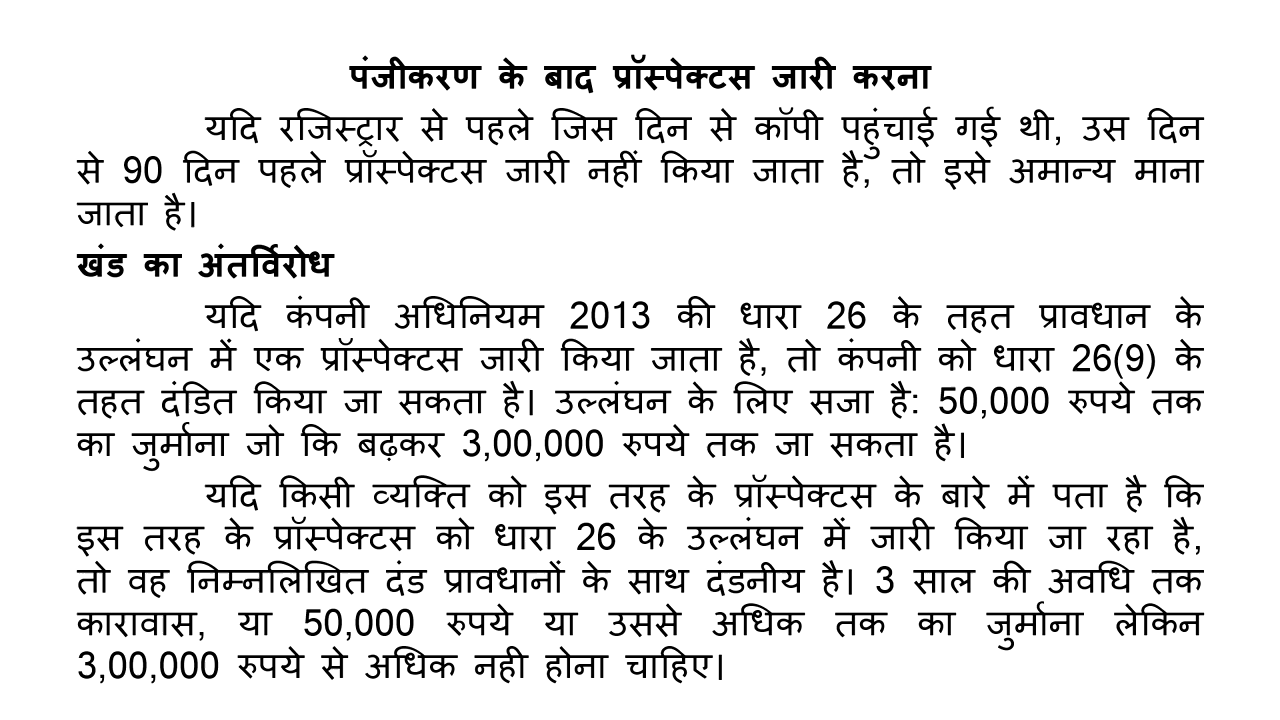 पंजीकरण के बाद प्रॉस्पेक्टस जारी करना
यदि रजिस्ट्रार से पहले जिस दिन से कॉपी पहुंचाई गई थी, उस दिन
से 90 दिन पहले प्रॉस्पेक्टस जारी नहीं किया जाता है, तो इसे अमान्य माना
जाता है।
खंड का अंतर्विरोध
यदि कंपनी अधिनियम 2013 की धारा 26 के तहत प्रावधान के
उल्लंघन में एक प्रॉस्पेक्टस जारी किया जाता है, तो कंपनी को धारा 26(9) के
तहत दंडित किया जा सकता है। उल्लंघन के लिए सजा है: 50,000 रुपये तक
का जुर्माना जो कि बढ़कर 3,00,000 रुपये तक जा सकता है।
यदि किसी व्यक्ति को इस तरह के प्रॉस्पेक्टस के बारे में पता है कि
इस तरह के प्रॉस्पेक्टस को धारा 26 के उल्लंघन में जारी किया जा रहा है,
तो वह निम्नलिखित दंड प्रावधानों के साथ दंडनीय है। 3 साल की अवधि तक
कारावास, या 50,000 रुपये या उससे अधिक तक का जुर्माना लेकिन
3,00,000 रुपये से अधिक नही होना चाहिए।